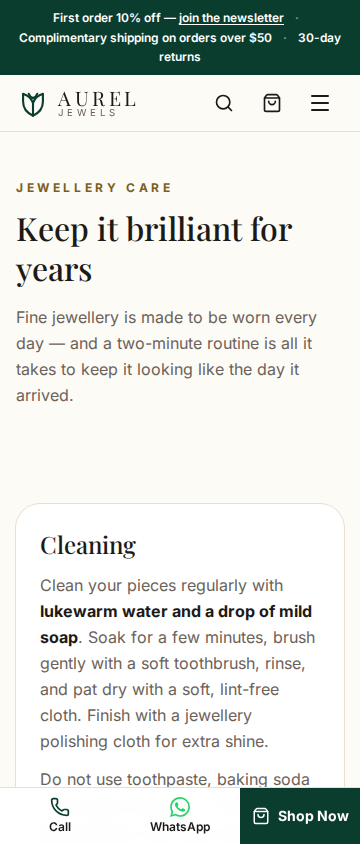 First order 10% off — join the newsletter ·
Complimentary shipping on orders over $50 · 30-day
returns
AUREL
JEWELS
JEWELLERY CARE
Keep it brilliant for
years
Fine jewellery is made to be worn every
day — and a two-minute routine is all it
takes to keep it looking like the day it
arrived.
Cleaning
Clean your pieces regularly with
lukewarm water and a drop of mild
soap. Soak for a few minutes, brush
gently with a soft toothbrush, rinse,
and pat dry with a soft, lint-free
cloth. Finish with a jewellery
polishing cloth for extra shine.
Do not use toothpaste, baking soda
Call
WhatsApp
Shop Now